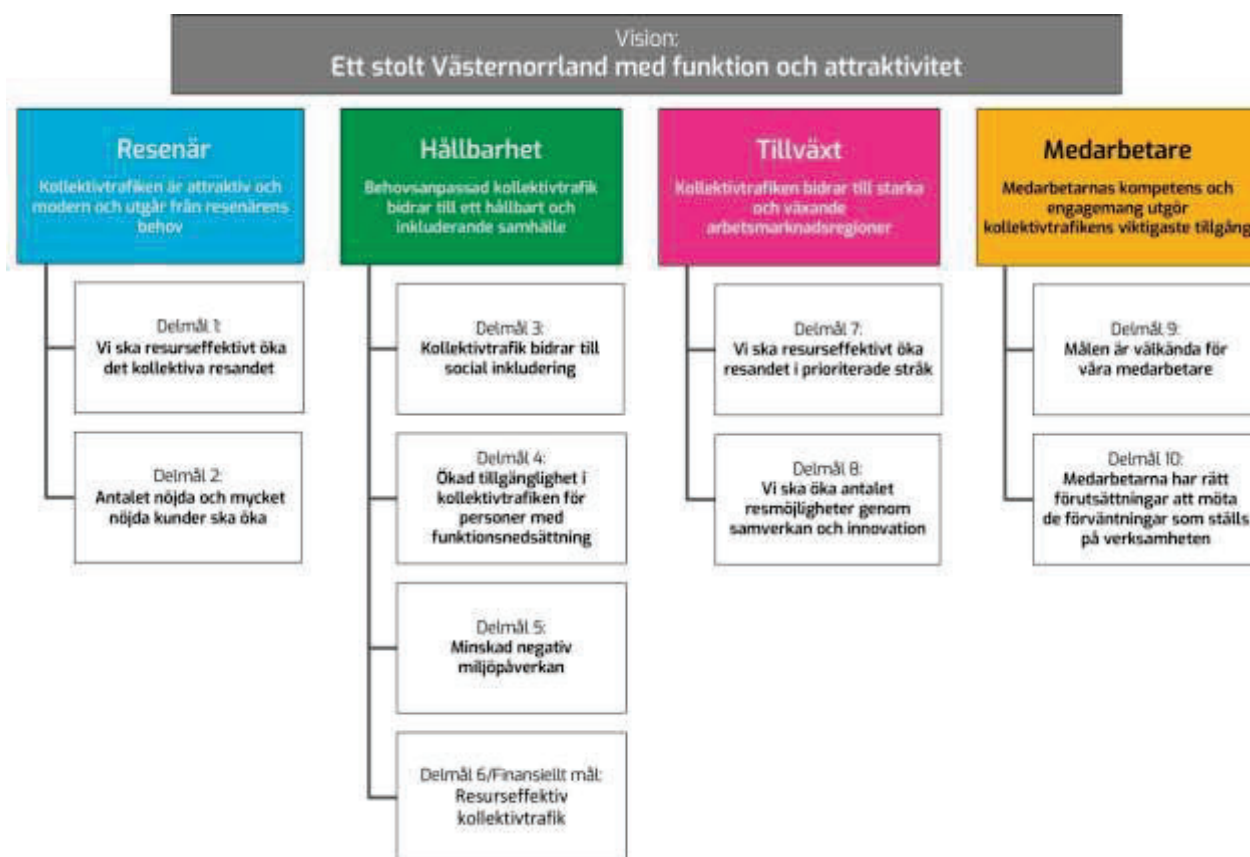 Vision:
Ett stolt Västernorrland med funktion och attraktivitet
Resenär
Kollektivtrafiken är attraktiv och
modern och utgår från resenärens
behov
Delmål 1:
Vi ska resurseffektivt öka
det kollektiva resandet
Delmål 2:
Antalet nöjda och mycket
nöjda kunder ska öka
Hållbarhet
Behovsanpassad kollektivtrafik
bidrar till ett hållbart och
inkluderande samhälle
Delmål 3:
Kollektivtrafik bidrar till
social inkludering
Delmål 4:
Ökad tillgänglighet i
kollektivtrafiken för
personer med
funktionsnedsättning
Delmål 5:
Minskad negativ
miljöpåverkan
Delmål 6/Finansiellt mål:
Resurseffektiv
kollektivtrafik
Tillväxt
Kollektivtrafiken bidrar till starka
och växande
arbetsmarknadsregioner
Delmål 7:
Vi ska resurseffektivt öka
resandet i prioriterade stråk
Delmål 8:
Vi ska öka antalet
resmöjligheter genom
samverkan och innovation
Medarbetare
Medarbetarnas kompetens och
engagemang utgör
kollektivtrafikens viktigaste tillgång
Delmål 9:
Målen är välkända för
våra medarbetare
Delmål 10:
Medarbetarna har rätt
förutsättningar att möta
de förväntningar som ställs
på verksamheten